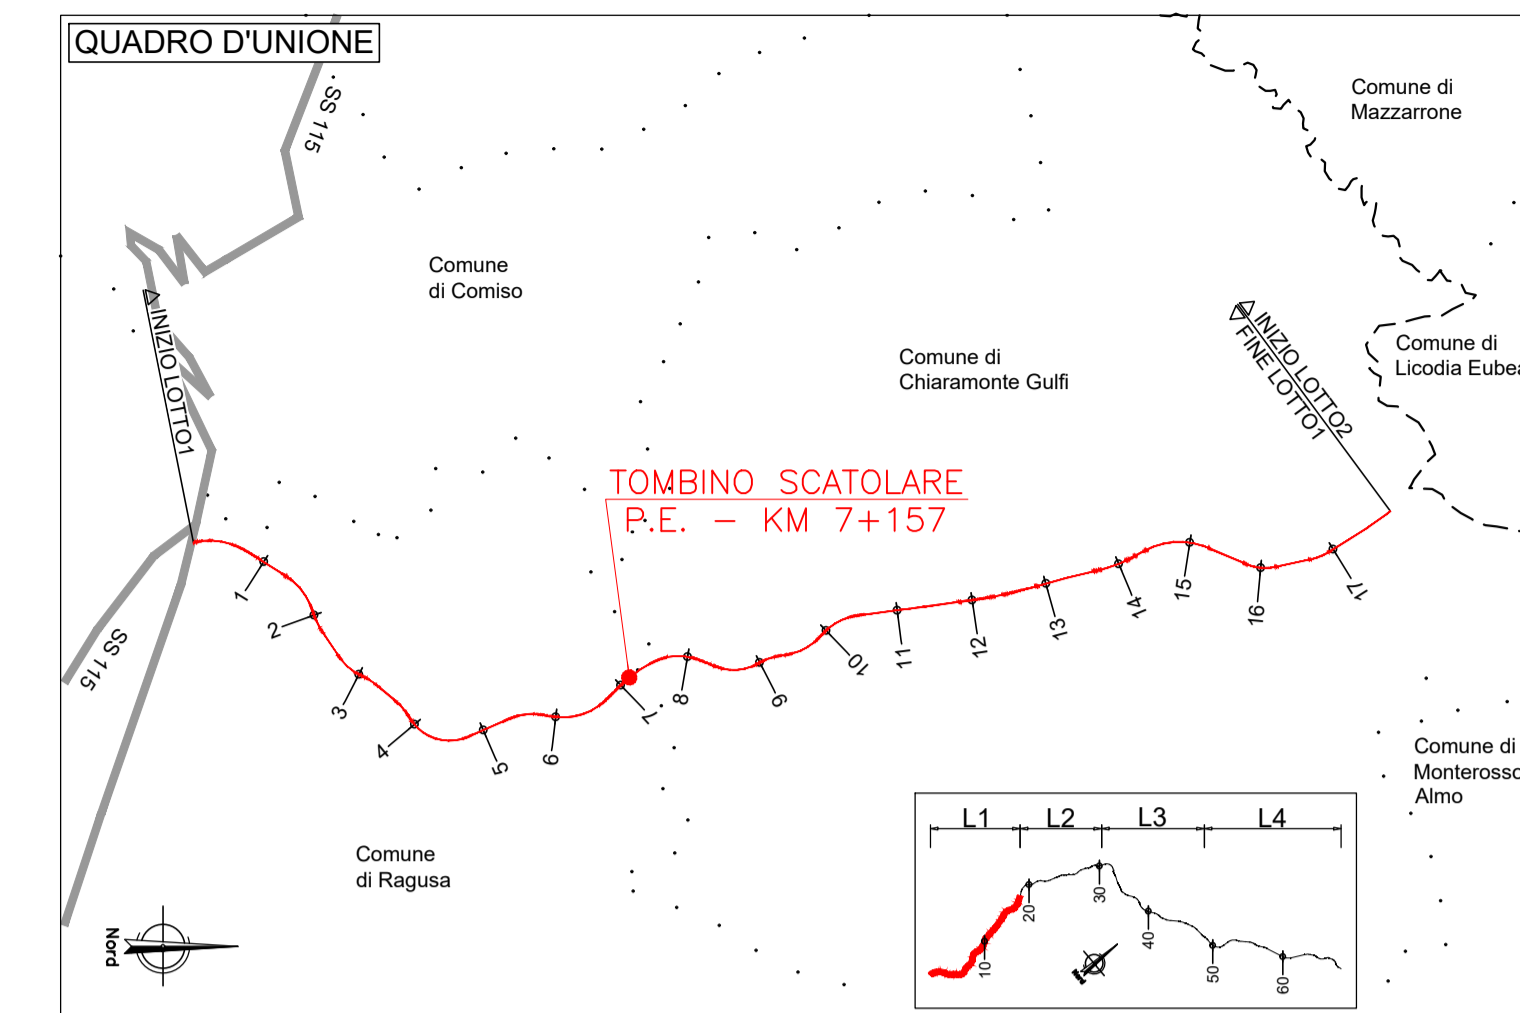 QUADRO D'UNIONE
SS 115
Comune di
Mazzarrone
Comune
di Comiso
INIZIO LOTTO1
Comune di
Chiaramonte Gulfi
INIZIO LOTTO2
FINE LOTTO1
Comune di
Licodia Eubea
TOMBINO SCATOLARE
P.E. - KM 7+157
SS 115
1
2
3
4
5
6
7
8
9
10
11
12
13
14
15
16
17
Comune di
Monterosso
Almo
Comune
di Ragusa
Nord
L1
L2
L3
L4
10
20
30
40
50
60
Nord